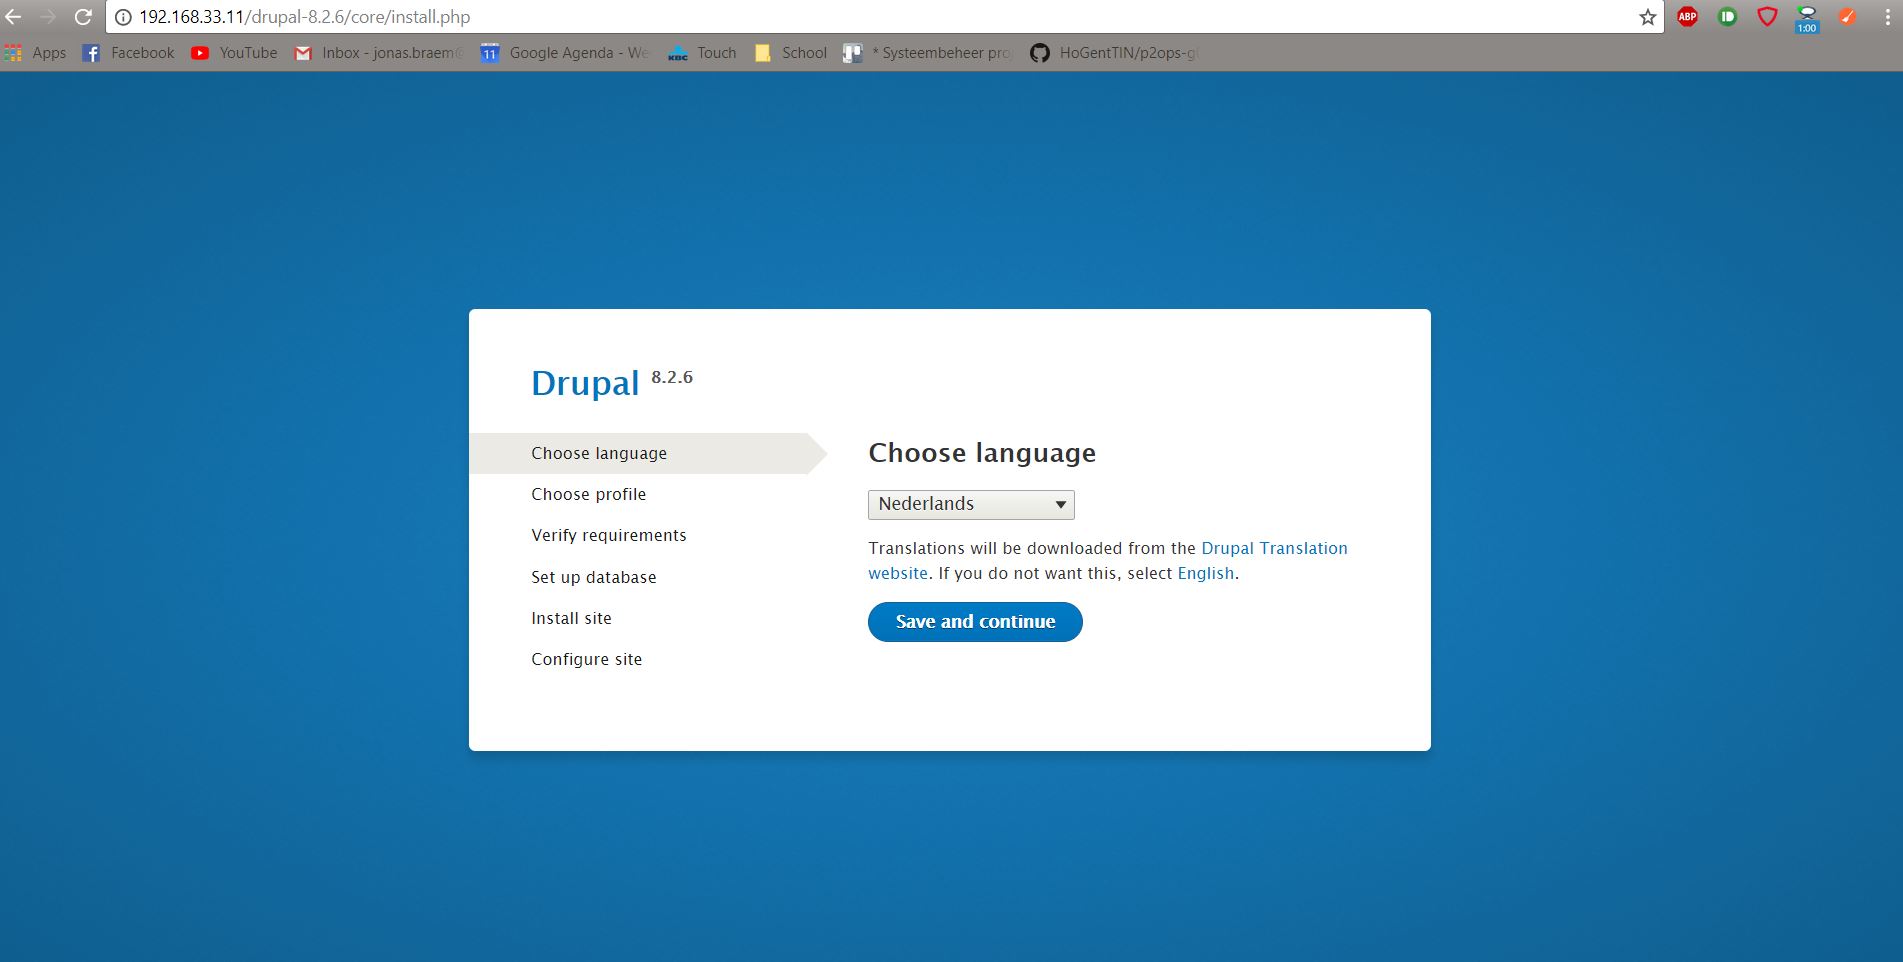 192.168.33.11/drupal-8.2.6/core/install.php
ABP
1:00
Apps Facebook YouTube Inbox - jonas.braem@ 11 Google Agenda - We KBC Touch School * Systeembeheer pro HoGentTIN/p2ops-g
Drupal 8.2.6
Choose language
Choose profile
Verify requirements
Set up database
Install site
Configure site
Choose language
Nederlands
Translations will be downloaded from the Drupal Translation
website. If you do not want this, select English.
Save and continue